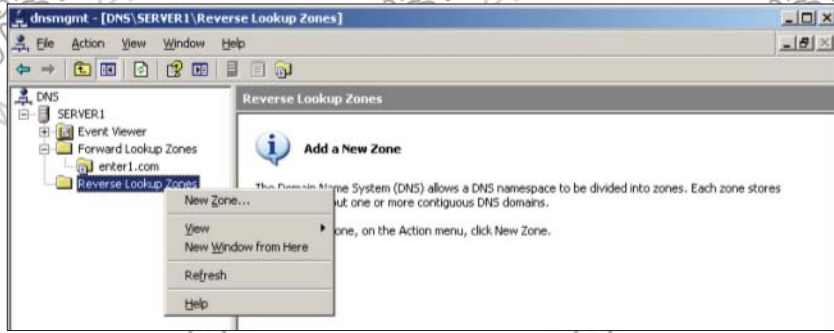 dnsmgmt - [DNS\SERVER1\Reverse Lookup Zones]
File Action View Window Help
DNS
SERVER1
Event Viewer
Forward Lookup Zones
enter1.com
Reverse Lookup Zones
Reverse Lookup Zones
Add a New Zone
The Domain Name System (DNS) allows a DNS namespace to be divided into zones. Each zone stores
out one or more contiguous DNS domains.
one, on the Action menu, click New Zone.
New Zone...
View
New Window from Here
Refresh
Help